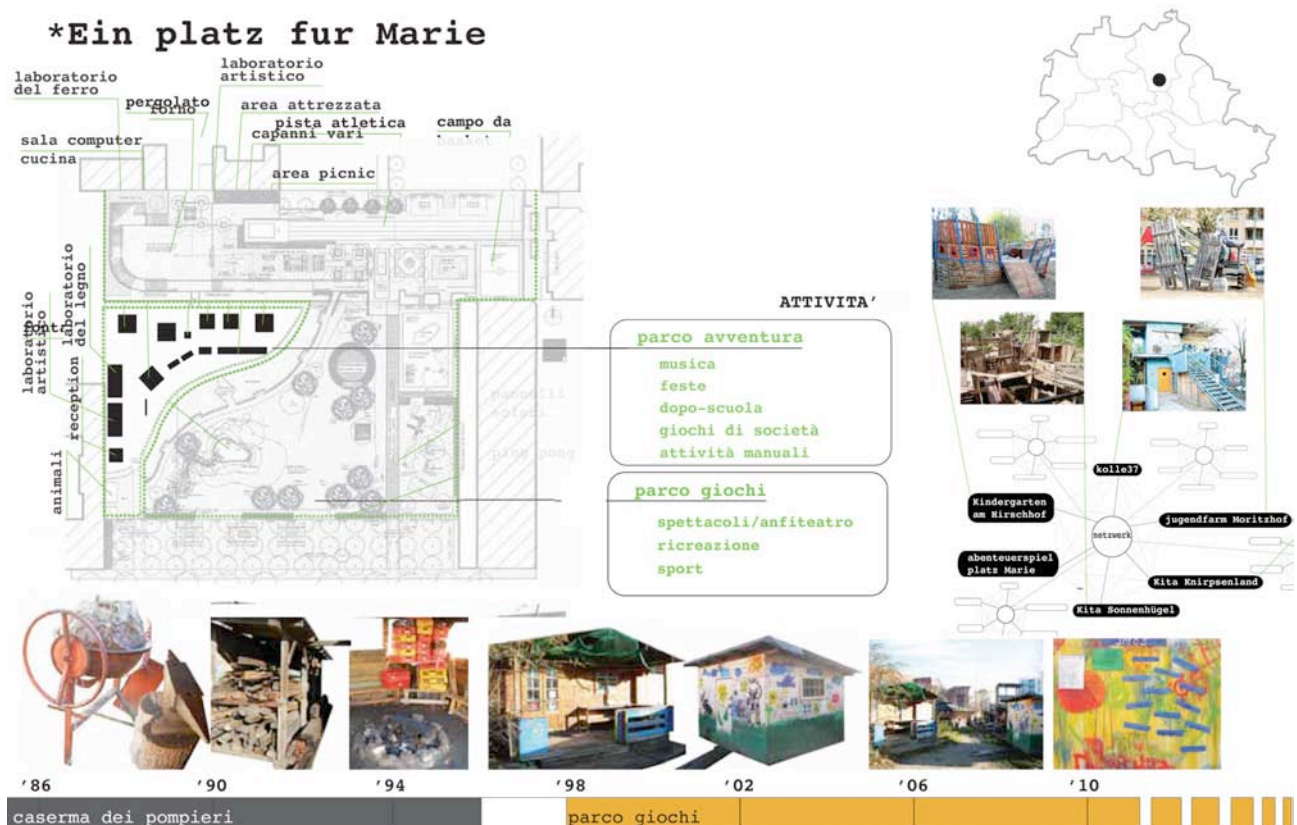 *Ein platz fur Marie
laboratorio
del ferro
pergolato
forno
laboratorio
artistico
area attrezzata
pista atletica
capanni vari
campo da
basket
sala computer
cucina
area picnic
laboratorio
del legno
laboratorio
artistico
reception
animali
ping pong
ATTIVITA'
parco avventura
musica
feste
dopo-scuola
giochi di società
attività manuali
parco giochi
spettacoli/anfiteatro
ricreazione
sport
kolle37
Kindergarten
am Hirschhof
jugendfarm Moritzhof
netzwerk
abenteuerspiel
platz Marie
Kita Knirpsenland
Kita Sonnenhügel
'86 '90 '94 '98 '02 '06 '10
caserma dei pompieri
parco giochi